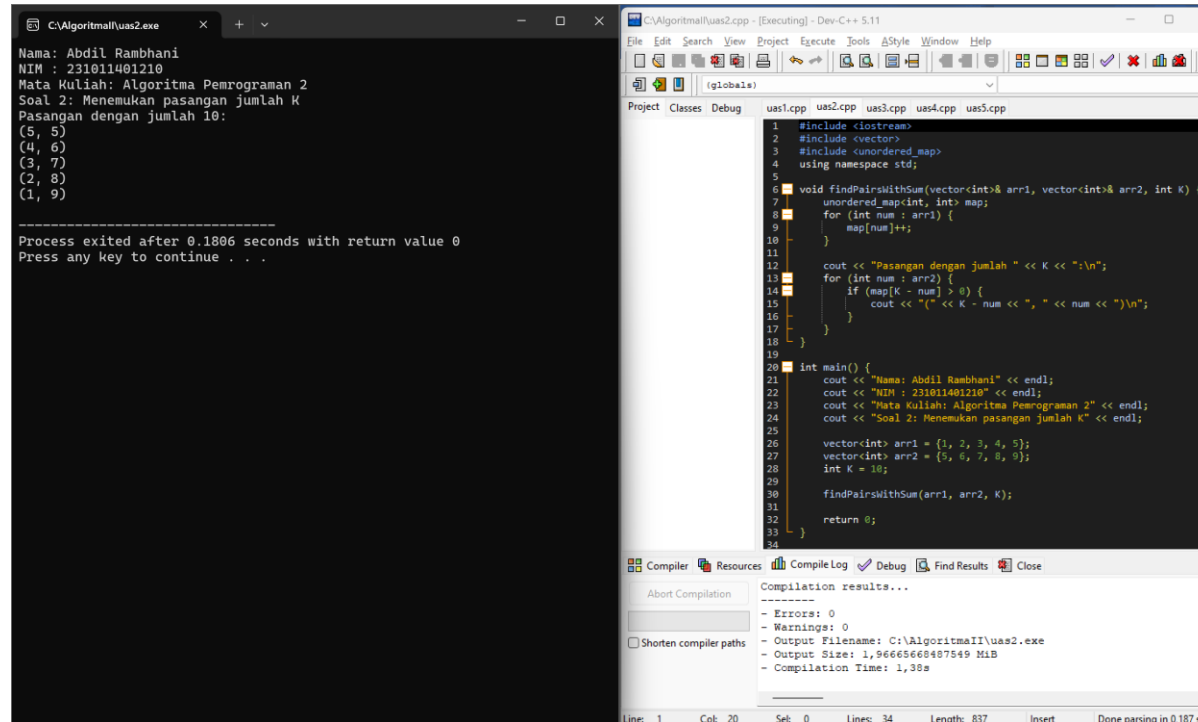 C:\AlgoritmaII\uas2.exe
Nama: Abdil Rambhani
NIM : 231011401210
Mata Kuliah: Algoritma Pemrograman 2
Soal 2: Menemukan pasangan jumlah K
Pasangan dengan jumlah 10:
(5, 5)
(4, 6)
(3, 7)
(2, 8)
(1, 9)
--------------------------------
Process exited after 0.1806 seconds with return value 0
Press any key to continue . . .
C:\AlgoritmaII\uas2.cpp - [Executing] - Dev-C++ 5.11
File Edit Search View Project Execute Tools AStyle Window Help
(globals)
Project Classes Debug
uas1.cpp uas2.cpp uas3.cpp uas4.cpp uas5.cpp
1 #include <iostream>
2 #include <vector>
3 #include <unordered_map>
4 using namespace std;
5
6 void findPairsWithSum(vector<int>& arr1, vector<int>& arr2, int K) {
7 unordered_map<int, int> map;
8 for (int num : arr1) {
9 map[num]++;
10 }
11
12 cout << "Pasangan dengan jumlah " << K << ":\n";
13 for (int num : arr2) {
14 if (map[K - num] > 0) {
15 cout << "(" << K - num << ", " << num << ")\n";
16 }
17 }
18 }
19
20 int main() {
21 cout << "Nama: Abdil Rambhani" << endl;
22 cout << "NIM : 231011401210" << endl;
23 cout << "Mata Kuliah: Algoritma Pemrograman 2" << endl;
24 cout << "Soal 2: Menemukan pasangan jumlah K" << endl;
25
26 vector<int> arr1 = {1, 2, 3, 4, 5};
27 vector<int> arr2 = {5, 6, 7, 8, 9};
28 int K = 10;
29
30 findPairsWithSum(arr1, arr2, K);
31
32 return 0;
33 }
34
Compiler Resources Compile Log Debug Find Results Close
Abort Compilation
Shorten compiler paths
Compilation results...
--------
- Errors: 0
- Warnings: 0
- Output Filename: C:\AlgoritmaII\uas2.exe
- Output Size: 1,96665668487549 MiB
- Compilation Time: 1,38s
Line: 1 Col: 20 Sel: 0 Lines: 34 Length: 837 Insert Done parsing in 0.187